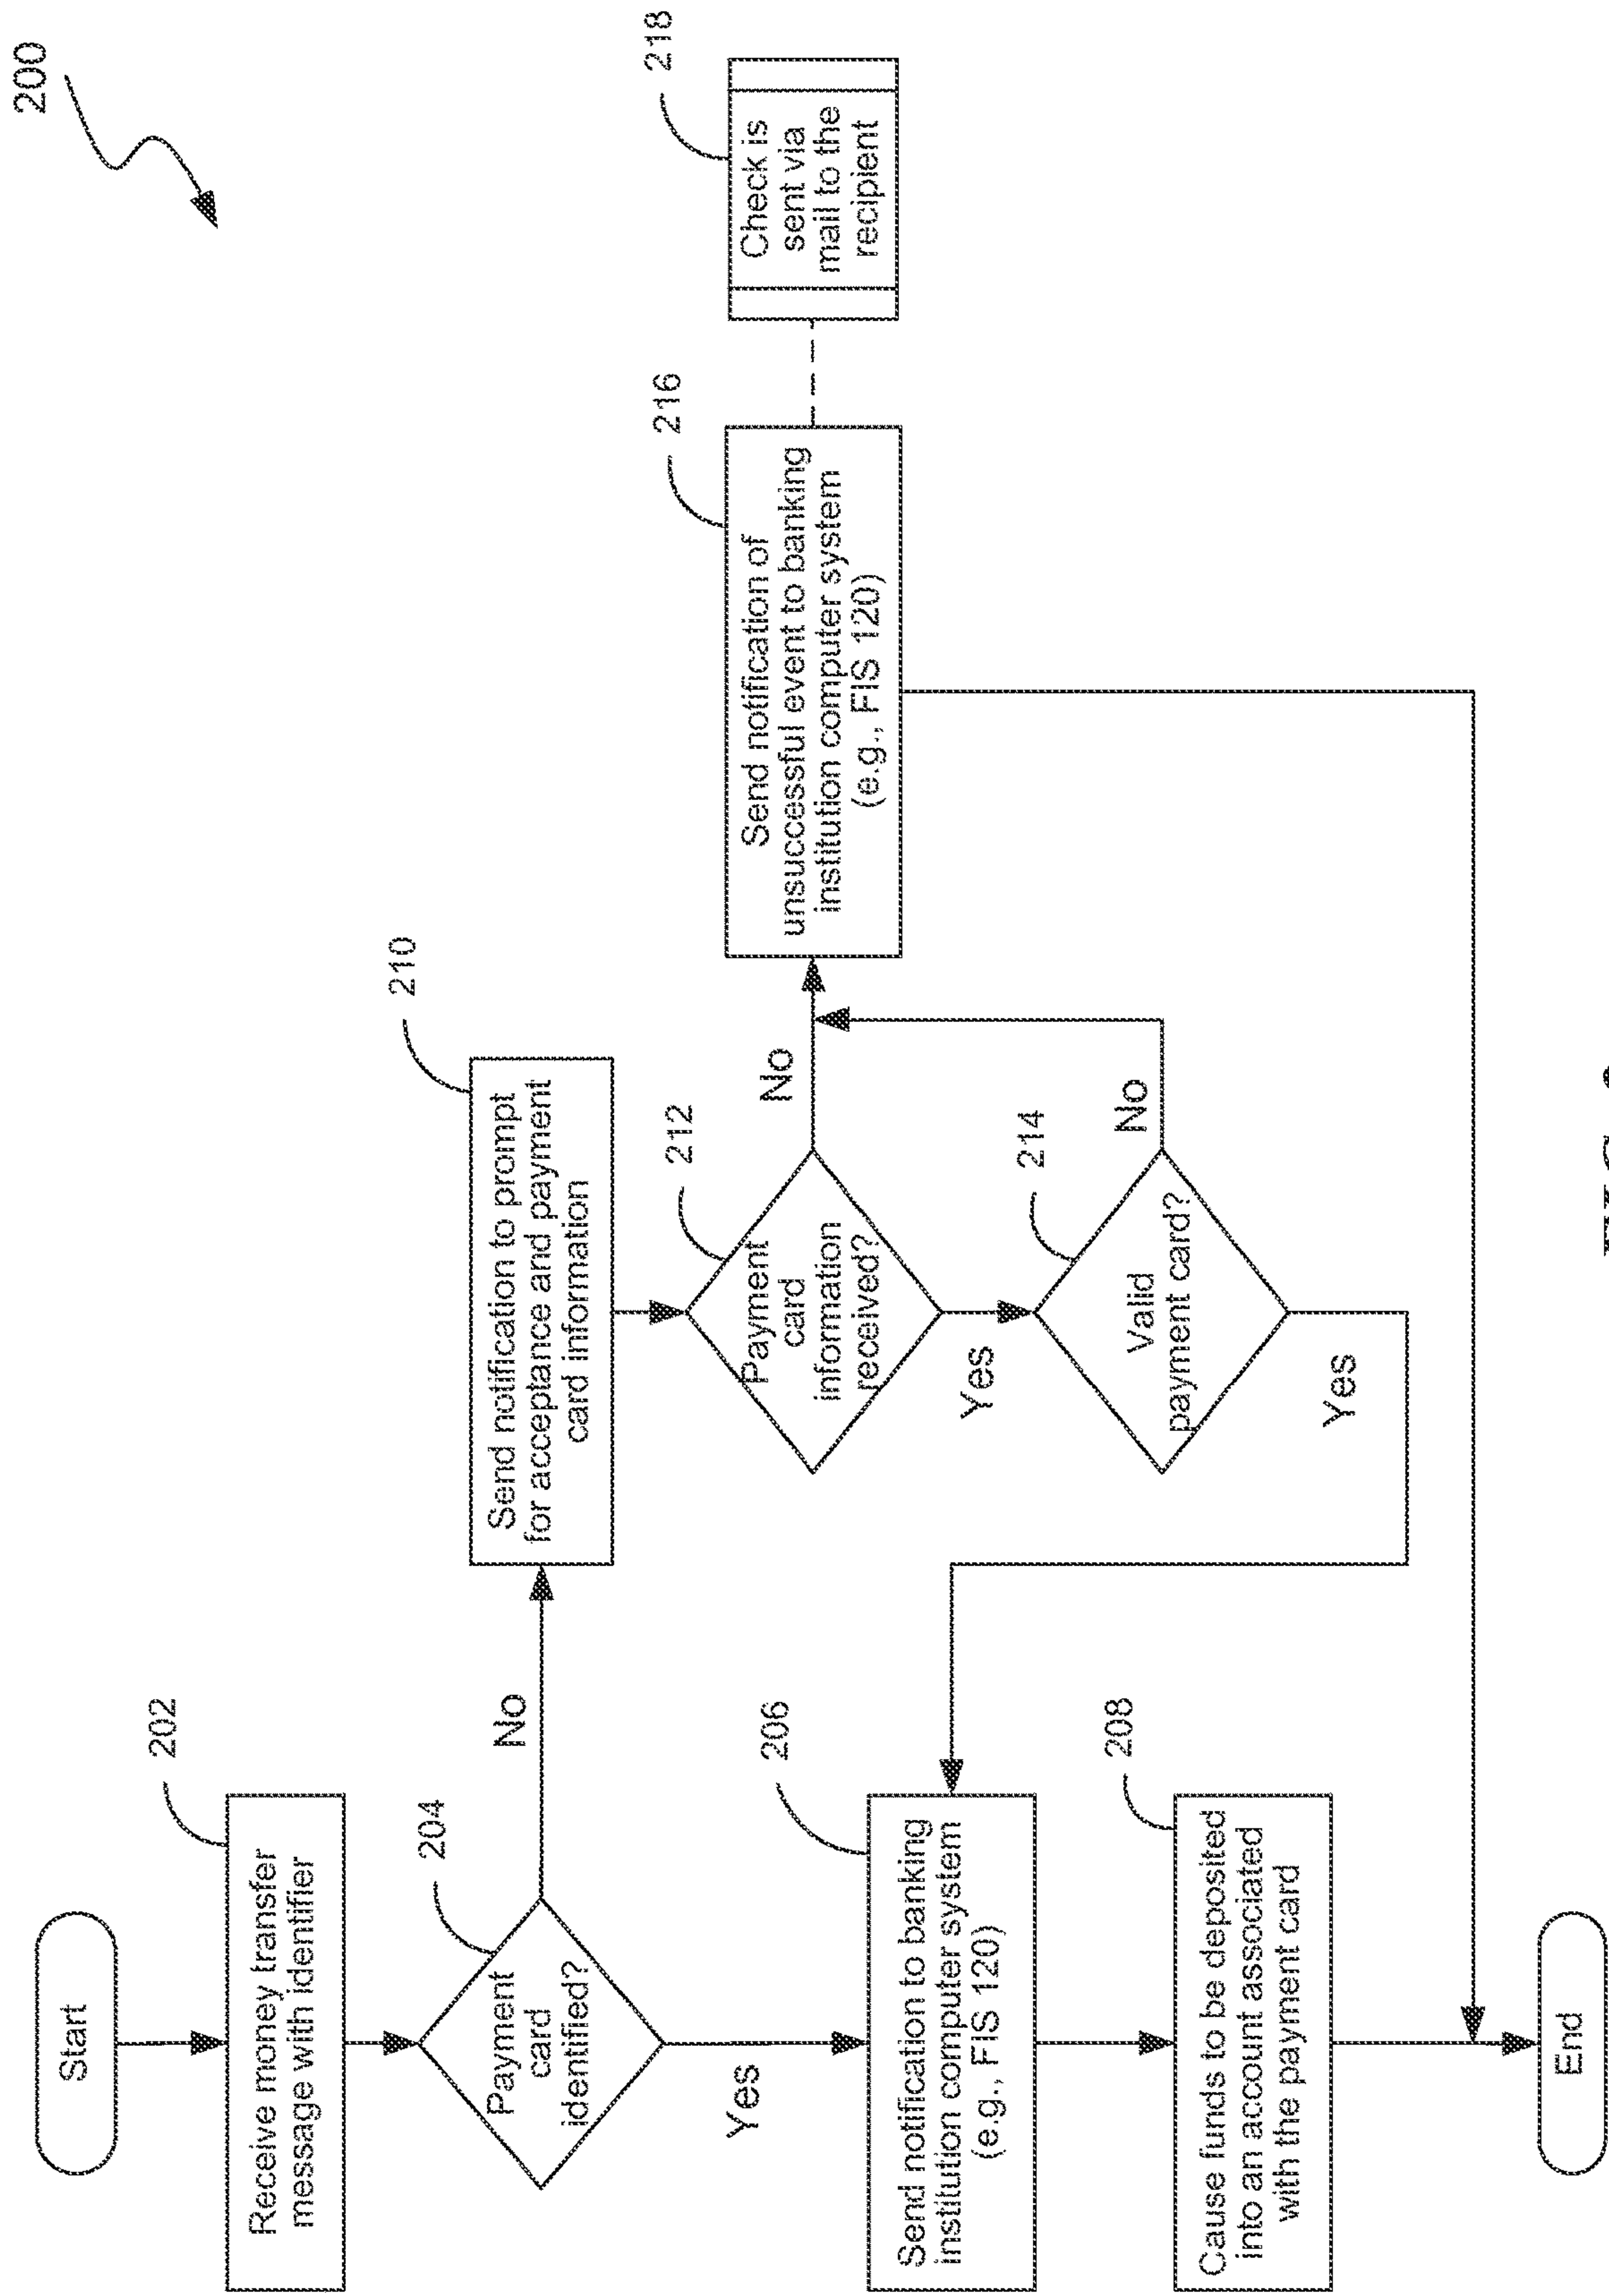 200
Start
202
Receive money transfer
message with identifier
204
Payment
card
identified?
No
Yes
210
Send notification to prompt
for acceptance and payment
card information
212
Payment
card
information
received?
No
Yes
214
Valid
payment card?
No
Yes
216
Send notification of
unsuccessful event to banking
institution computer system
(e.g., FIS 120)
218
Check is
sent via
mail to the
recipient
206
Send notification to banking
institution computer system
(e.g., FIS 120)
208
Cause funds to be deposited
into an account associated
with the payment card
End